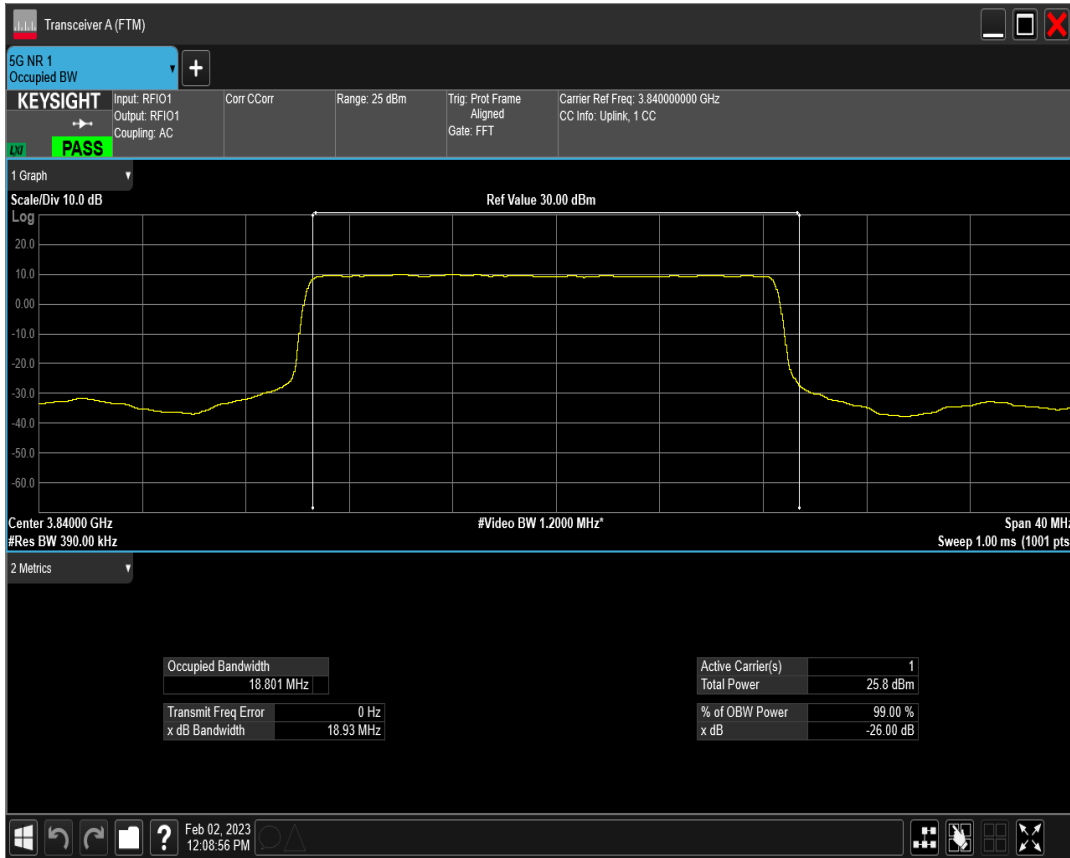 Transceiver A (FTM)
5G NR 1
Occupied BW
KEYSIGHT
LXI
PASS
Input: RFIO1
Output: RFIO1
Coupling: AC
Corr CCorr
Range: 25 dBm
Trig: Prot Frame
Aligned
Gate: FFT
Carrier Ref Freq: 3.840000000 GHz
CC Info: Uplink, 1 CC
1 Graph
Scale/Div 10.0 dB
Ref Value 30.00 dBm
Log
20.0
10.0
0.00
-10.0
-20.0
-30.0
-40.0
-50.0
-60.0
Center 3.84000 GHz
#Video BW 1.2000 MHz*
Span 40 MHz
#Res BW 390.00 kHz
Sweep 1.00 ms (1001 pts
2 Metrics
Occupied Bandwidth
18.801 MHz
Transmit Freq Error 0 Hz
x dB Bandwidth 18.93 MHz
Active Carrier(s) 1
Total Power 25.8 dBm
% of OBW Power 99.00 %
x dB -26.00 dB
?
Feb 02, 2023
12:08:56 PM